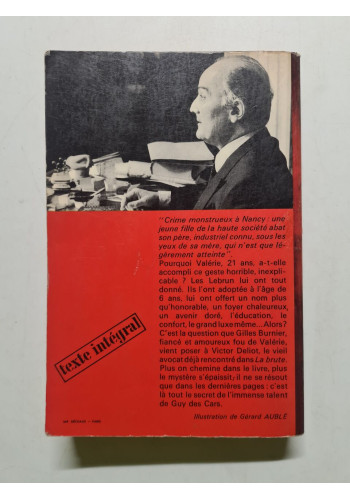 "Crime monstrueux à Nancy : une
jeune fille de la haute société abat
son père, industriel connu, sous les
yeux de sa mère, qui n'est que lé-
gèrement atteinte".
Pourquoi Valérie, 21 ans, a-t-elle
accompli ce geste horrible, inexpli-
cable ? Les Lebrun lui ont tout
donné. Ils l'ont adoptée à l'âge de
6 ans, lui ont offert un nom plus
qu'honorable, un foyer chaleureux,
un avenir doré, l'éducation, le
confort, le grand luxe même... Alors?
C'est la question que Gilles Burnier,
fiancé et amoureux fou de Valérie,
vient poser à Victor Deliot, le vieil
avocat déjà rencontré dans La brute.
Plus on chemine dans le livre, plus
le mystère s'épaissit; il ne se résout
que dans les dernières pages : c'est
là tout le secret de l'immense talent
de Guy des Cars.
Illustration de Gérard AUBLÉ
texte intégral